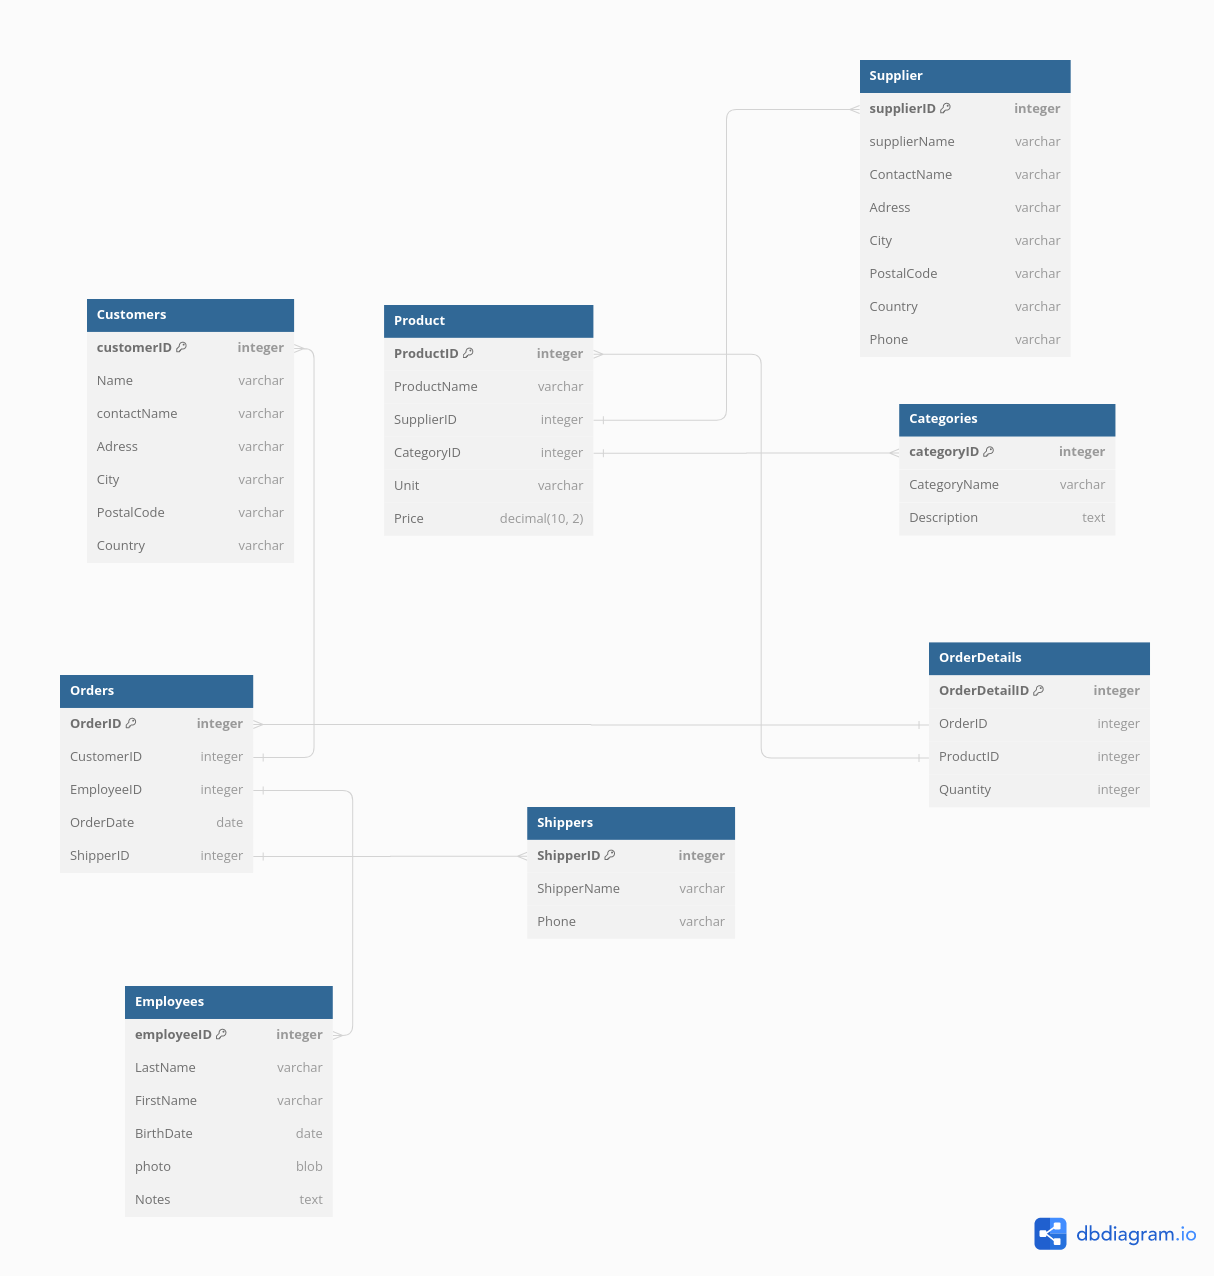 Supplier
supplierID integer
supplierName varchar
ContactName varchar
Adress varchar
City varchar
PostalCode varchar
Country varchar
Phone varchar
Customers
customerID integer
Name varchar
contactName varchar
Adress varchar
City varchar
PostalCode varchar
Country varchar
Product
ProductID integer
ProductName varchar
SupplierID integer
CategoryID integer
Unit varchar
Price decimal(10, 2)
Categories
categoryID integer
CategoryName varchar
Description text
OrderDetails
OrderDetailID integer
OrderID integer
ProductID integer
Quantity integer
Orders
OrderID integer
CustomerID integer
EmployeeID integer
OrderDate date
ShipperID integer
Shippers
ShipperID integer
ShipperName varchar
Phone varchar
Employees
employeeID integer
LastName varchar
FirstName varchar
BirthDate date
photo blob
Notes text
dbdiagram.io